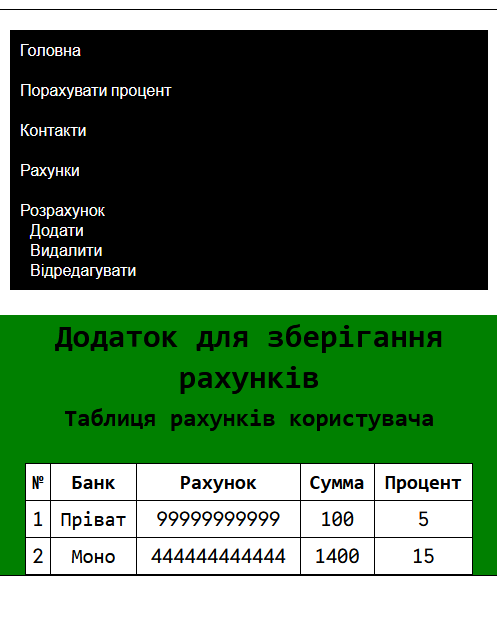 Головна
Порахувати процент
Контакти
Рахунки
Розрахунок
Додати
Видалити
Відредагувати
Додаток для зберігання
рахунків
Таблиця рахунків користувача
№ Банк Рахунок Сумма Процент
1 Пріват 99999999999 100 5
2 Моно 444444444444 1400 15